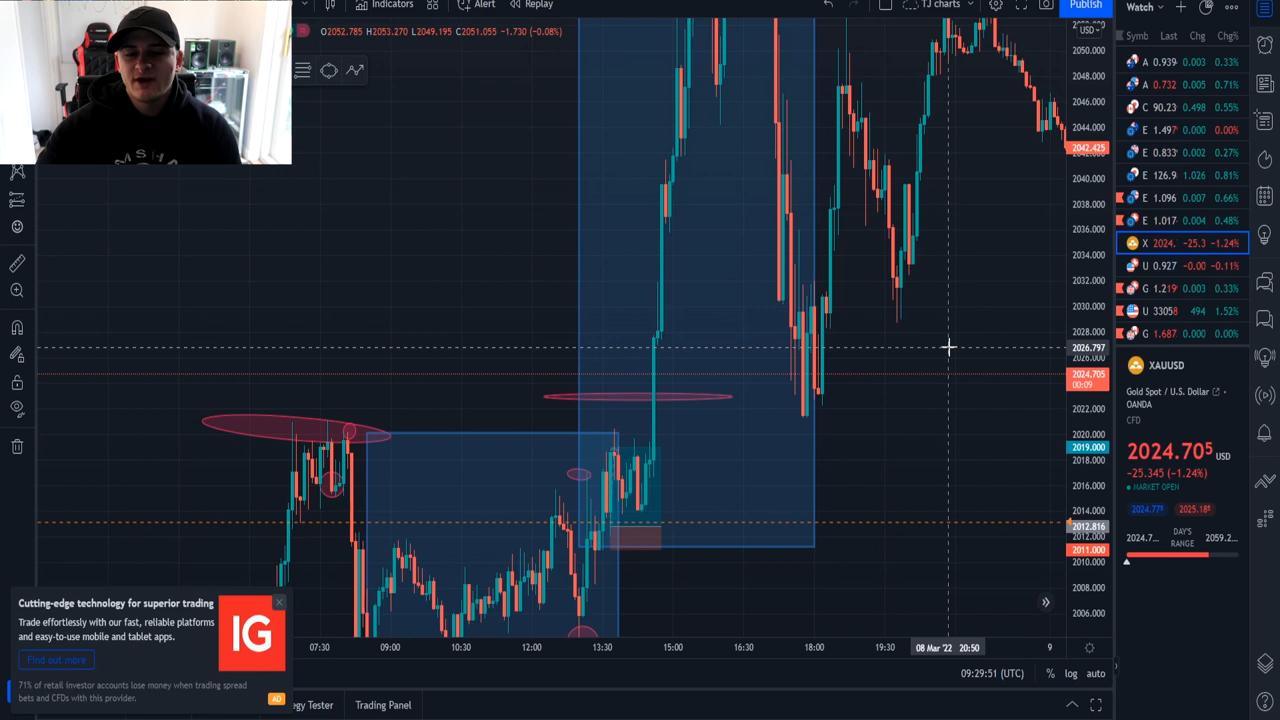 Indicators
Alert
Replay
TJ charts
Publish
O2052.785 H2053.270 L2049.195 C2051.055 -1.730 (-0.08%)
USD
2050.000
2048.000
2046.000
2044.000
2042.425
2040.000
2038.000
2036.000
2034.000
2032.000
2030.000
2028.000
2026.797
2026.000
2024.705
00:09
2022.000
2020.000
2019.000
2018.000
2016.000
2014.000
2012.816
2012.000
2011.000
2010.000
2008.000
2006.000
07:30
09:00
10:30
12:00
13:30
15:00
16:30
18:00
19:30
08 Mar '22 20:50
9
09:29:51 (UTC)
%
log
auto
Trading Panel
Watch
Symb Last Chg Chg%
A 0.939 0.003 0.33%
A 0.732 0.005 0.71%
C 90.23 0.498 0.55%
E 1.497 0.000 0.00%
E 0.833 0.002 0.27%
E 126.9 1.026 0.81%
E 1.096 0.007 0.66%
E 1.017 0.004 0.48%
X 2024. -25.3 -1.24%
U 0.927 -0.00 -0.11%
G 1.219 0.003 0.33%
U 33058 494 1.52%
G 1.687 0.000 0.00%
XAUUSD
Gold Spot / U.S. Dollar
OANDA
CFD
2024.705 USD
-25.345 (-1.24%)
MARKET OPEN
2024.775 2025.185
2024.7... DAY'S RANGE 2059.2...
Cutting-edge technology for superior trading
Trade effortlessly with our fast, reliable platforms
and easy-to-use mobile and tablet apps.
IG
Find out more
71% of retail investor accounts lose money when trading spread
bets and CFDs with this provider.
AD